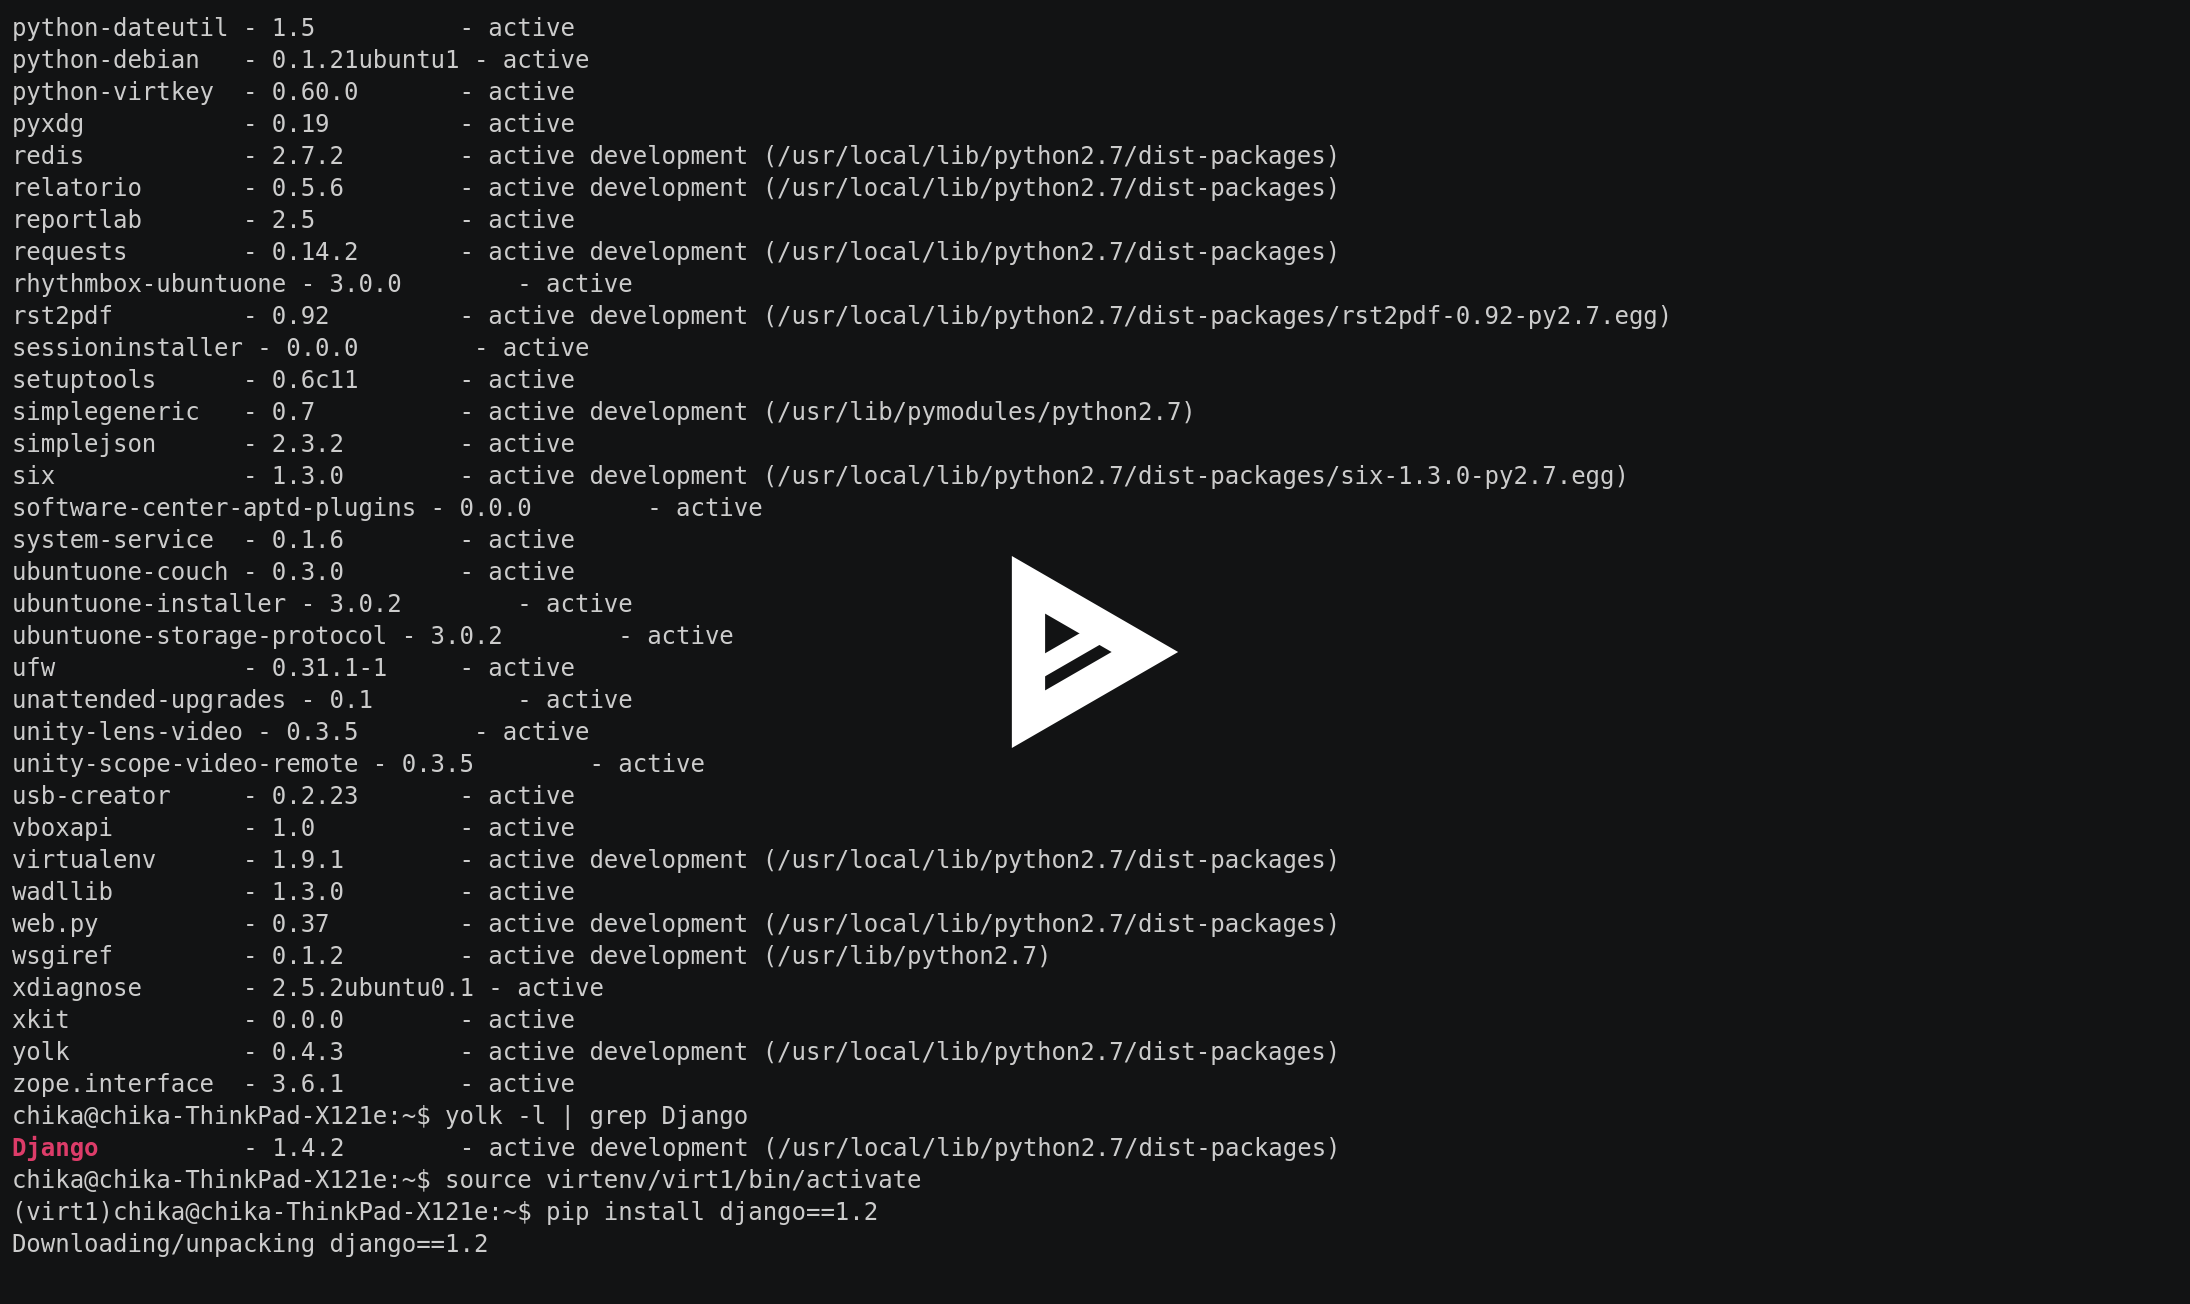 python-dateutil - 1.5          - active
python-debian   - 0.1.21ubuntu1 - active
python-virtkey  - 0.60.0       - active
pyxdg           - 0.19         - active
redis           - 2.7.2        - active development (/usr/local/lib/python2.7/dist-packages)
relatorio       - 0.5.6        - active development (/usr/local/lib/python2.7/dist-packages)
reportlab       - 2.5          - active
requests        - 0.14.2       - active development (/usr/local/lib/python2.7/dist-packages)
rhythmbox-ubuntuone - 3.0.0        - active
rst2pdf         - 0.92         - active development (/usr/local/lib/python2.7/dist-packages/rst2pdf-0.92-py2.7.egg)
sessioninstaller - 0.0.0        - active
setuptools      - 0.6c11       - active
simplegeneric   - 0.7          - active development (/usr/lib/pymodules/python2.7)
simplejson      - 2.3.2        - active
six             - 1.3.0        - active development (/usr/local/lib/python2.7/dist-packages/six-1.3.0-py2.7.egg)
software-center-aptd-plugins - 0.0.0        - active
system-service  - 0.1.6        - active
ubuntuone-couch - 0.3.0        - active
ubuntuone-installer - 3.0.2        - active
ubuntuone-storage-protocol - 3.0.2        - active
ufw             - 0.31.1-1     - active
unattended-upgrades - 0.1          - active
unity-lens-video - 0.3.5        - active
unity-scope-video-remote - 0.3.5        - active
usb-creator     - 0.2.23       - active
vboxapi         - 1.0          - active
virtualenv      - 1.9.1        - active development (/usr/local/lib/python2.7/dist-packages)
wadllib         - 1.3.0        - active
web.py          - 0.37         - active development (/usr/local/lib/python2.7/dist-packages)
wsgiref         - 0.1.2        - active development (/usr/lib/python2.7)
xdiagnose       - 2.5.2ubuntu0.1 - active
xkit            - 0.0.0        - active
yolk            - 0.4.3        - active development (/usr/local/lib/python2.7/dist-packages)
zope.interface  - 3.6.1        - active
chika@chika-ThinkPad-X121e:~$ yolk -l | grep Django
Django          - 1.4.2        - active development (/usr/local/lib/python2.7/dist-packages)
chika@chika-ThinkPad-X121e:~$ source virtenv/virt1/bin/activate
(virt1)chika@chika-ThinkPad-X121e:~$ pip install django==1.2
Downloading/unpacking django==1.2